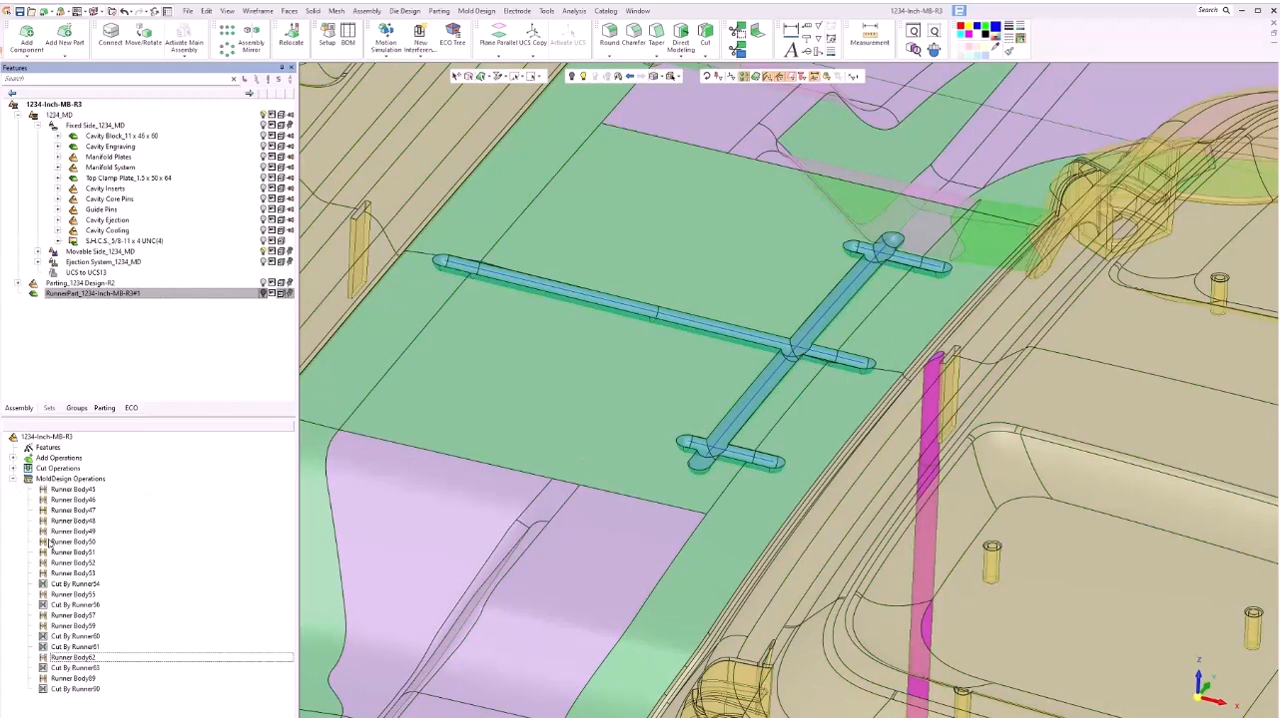 File Edit View Wireframe Faces Solid Mesh Assembly Die Design Parting Mold Design Electrode Tools Analysis Catalog Window
1234-Inch-MB-R3
Search
Add Component
Add New Part
Connect
Move/Rotate
Activate Main Assembly
Assembly Mirror
Relocate
Setup
BOM
Motion Simulation
New Interferen...
ECO Tree
Plane Parallel
UCS Copy
Activate UCS
Round
Chamfer
Taper
Direct Modeling
Cut
Measurement
Features
Search
1234-Inch-MB-R3
1234_MD
Fixed Side_1234_MD
Cavity Block_11 x 46 x 60
Cavity Engraving
Manifold Plates
Manifold System
Top Clamp Plate_1.5 x 50 x 64
Cavity Inserts
Cavity Core Pins
Guide Pins
Cavity Ejection
Cavity Cooling
S.H.C.S._5/8-11 x 4 UNC(4)
Movable Side_1234_MD
Ejection System_1234_MD
UCS to UCS13
Parting_1234 Design-R2
RunnerPart_1234-Inch-MB-R3#1
Assembly Sets Groups Parting ECO
1234-Inch-MB-R3
Features
Add Operations
Cut Operations
MoldDesign Operations
Runner Body45
Runner Body46
Runner Body47
Runner Body48
Runner Body49
Runner Body50
Runner Body51
Runner Body52
Runner Body53
Cut By Runner54
Runner Body55
Cut By Runner56
Runner Body57
Runner Body59
Cut By Runner60
Cut By Runner61
Runner Body62
Cut By Runner63
Runner Body89
Cut By Runner90
Z
Y
X